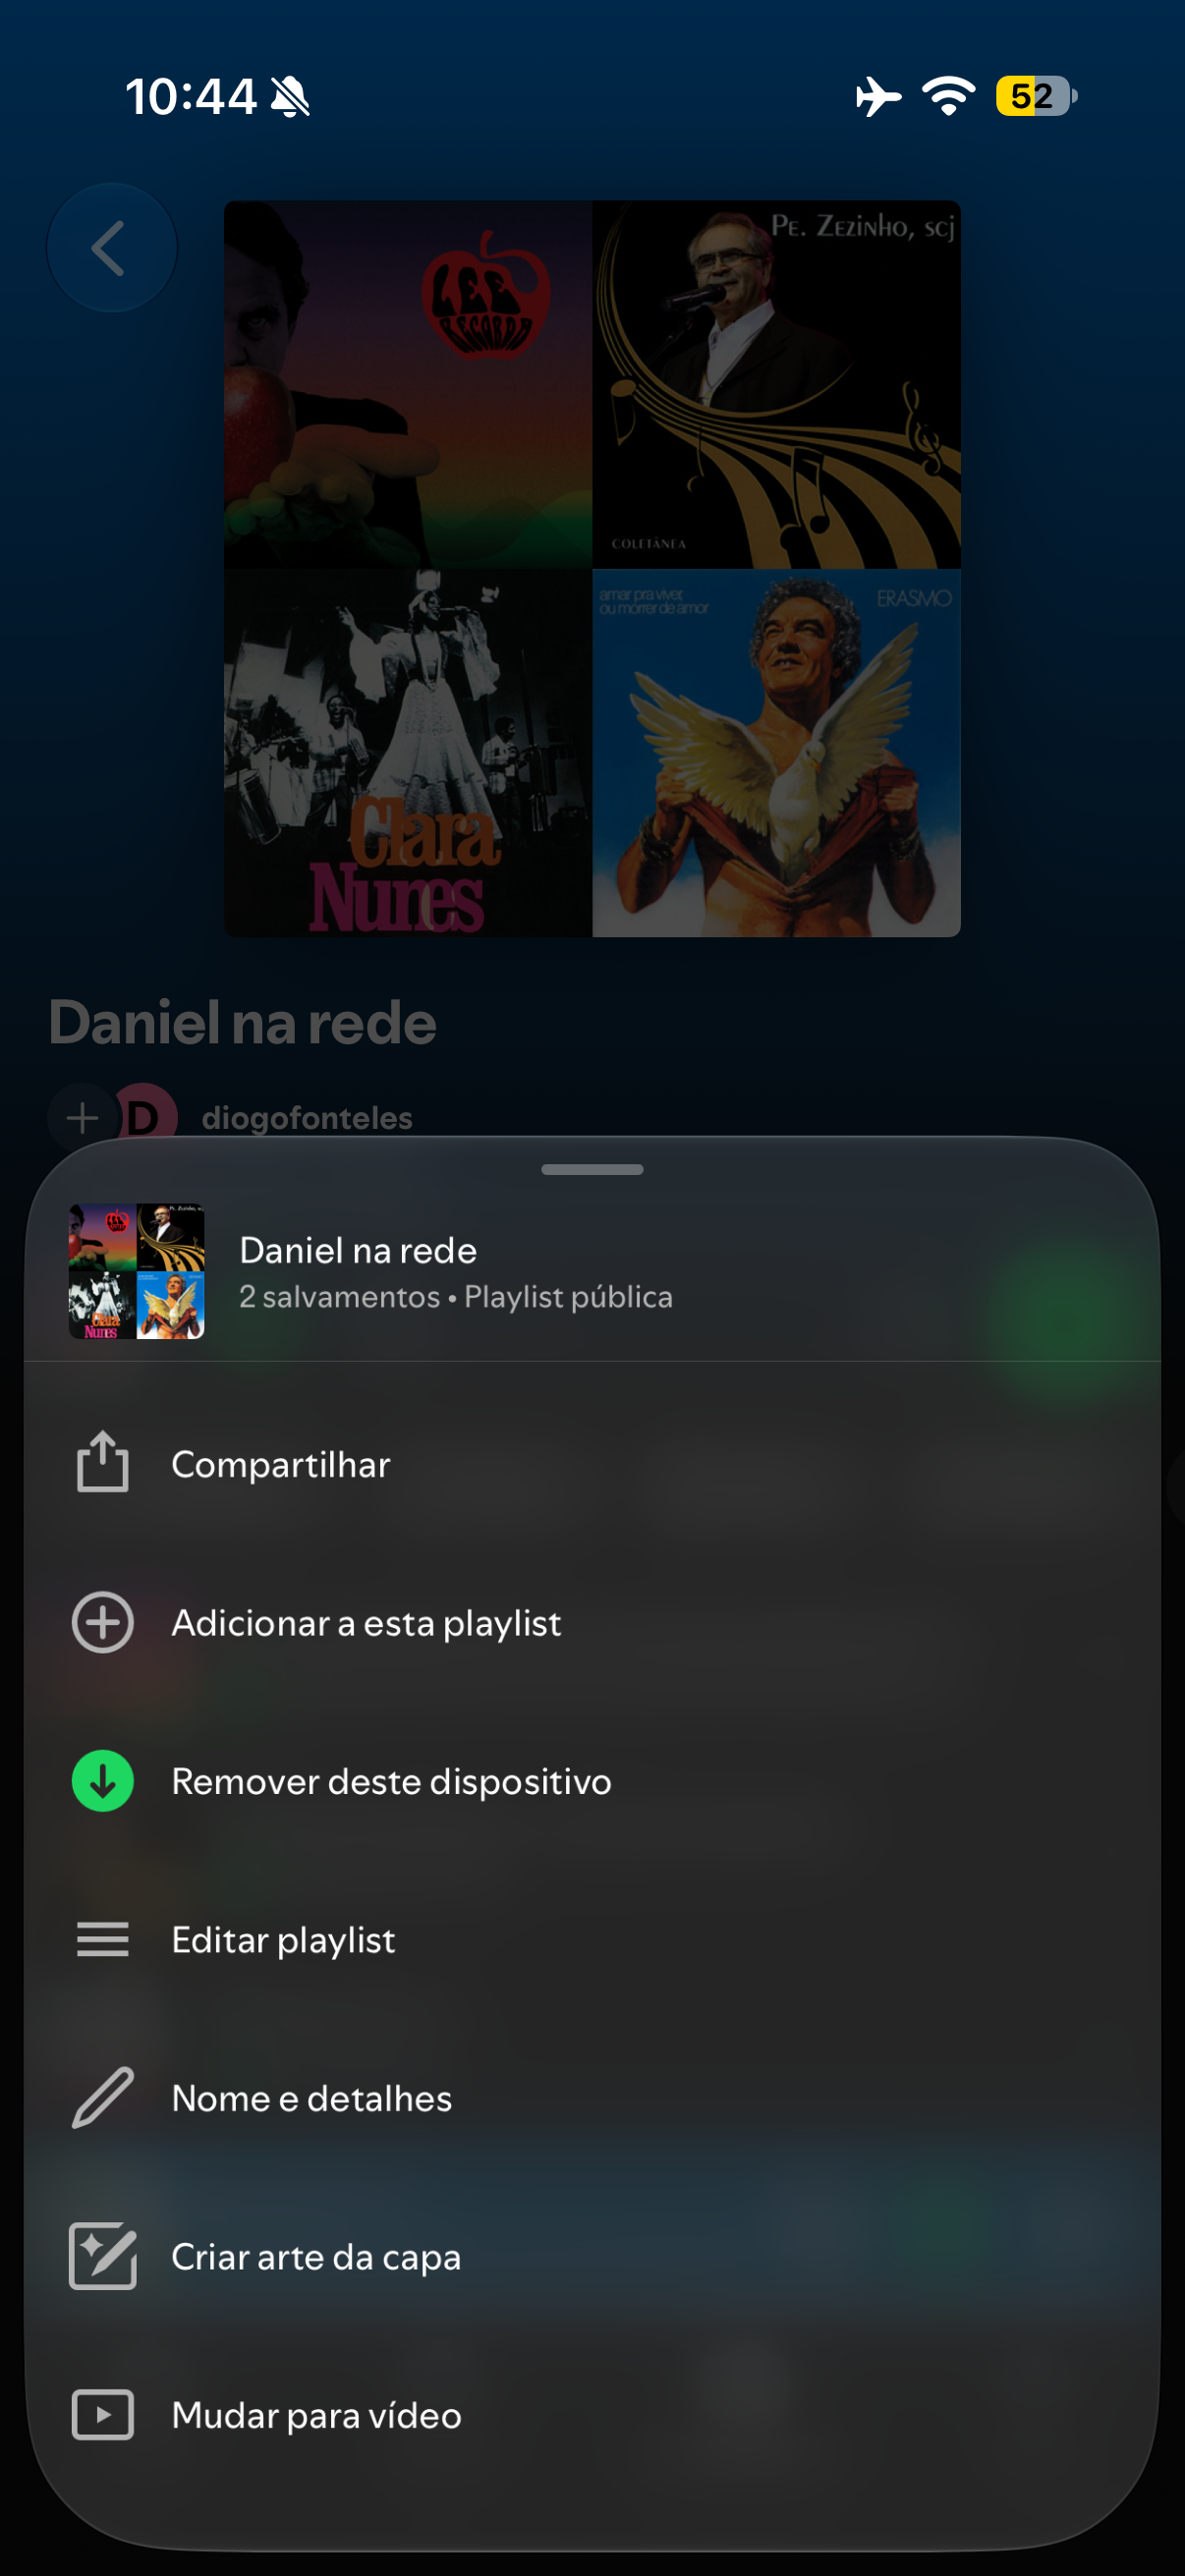 10:44
52
LEE
RECORDA
PE. ZEZINHO, SCJ
COLETÂNEA
amar pra viver
ou morrer de amor
ERASMO
Clara
Nunes
Daniel na rede
D
diogofonteles
Daniel na rede
2 salvamentos • Playlist pública
Compartilhar
Adicionar a esta playlist
Remover deste dispositivo
Editar playlist
Nome e detalhes
Criar arte da capa
Mudar para vídeo